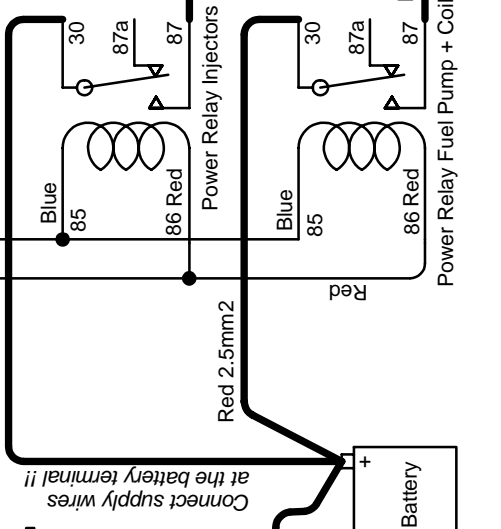 30
87a
87
Power Relay Injectors
Blue
85
86 Red
30
87a
87
Power Relay Fuel Pump + Coil
Blue
85
86 Red
Red
Red 2.5mm2
Connect supply wires
at the battery terminal !!
+
Battery